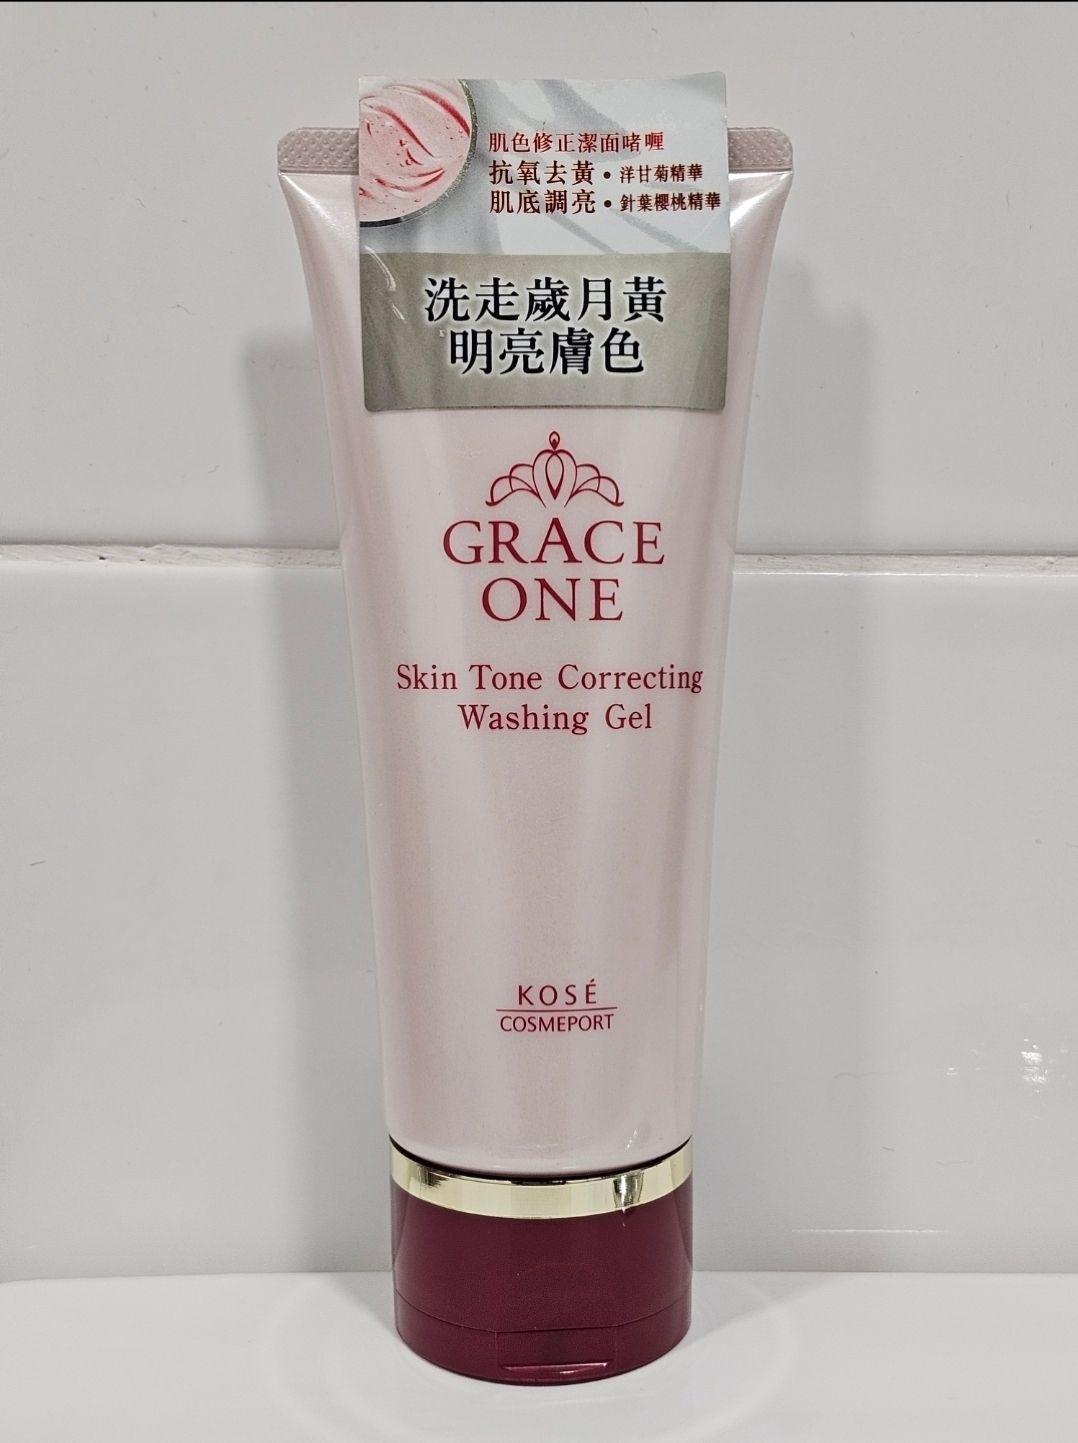 肌色修正潔面啫喱
抗氧去黃・洋甘菊精華
肌底調亮・針葉櫻桃精華
洗走歲月黃
明亮膚色
GRACE
ONE
Skin Tone Correcting
Washing Gel
KOSÉ
COSMEPORT